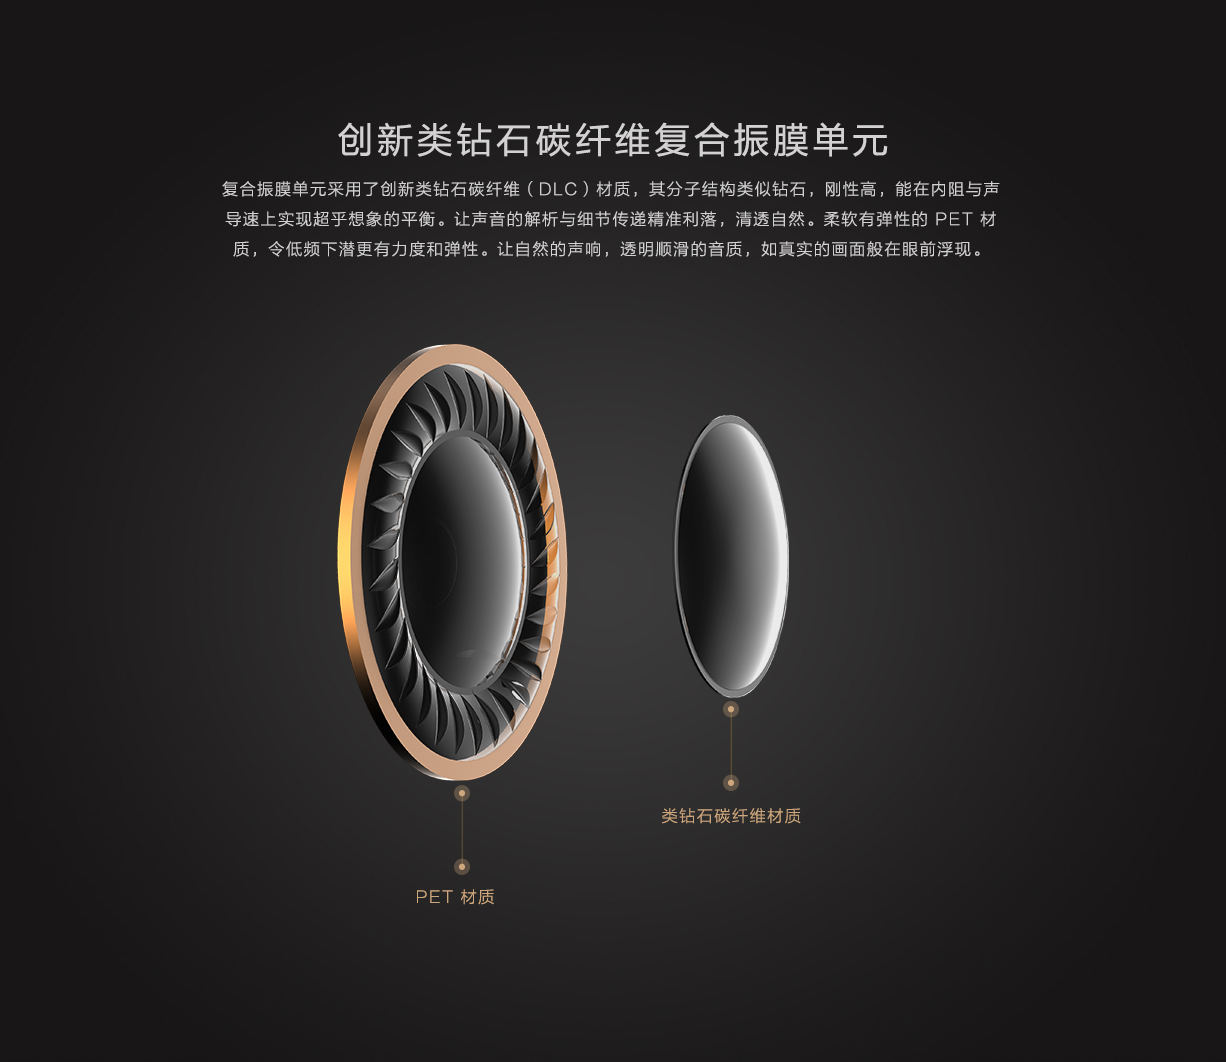 创新类钻石碳纤维复合振膜单元
复合振膜单元采用了创新类钻石碳纤维（DLC）材质，其分子结构类似钻石，刚性高，能在内阻与声
导速上实现超乎想象的平衡。让声音的解析与细节传递精准利落，清透自然。柔软有弹性的 PET 材
质，令低频下潜更有力度和弹性。让自然的声响，透明顺滑的音质，如真实的画面般在眼前浮现。
类钻石碳纤维材质
PET 材质